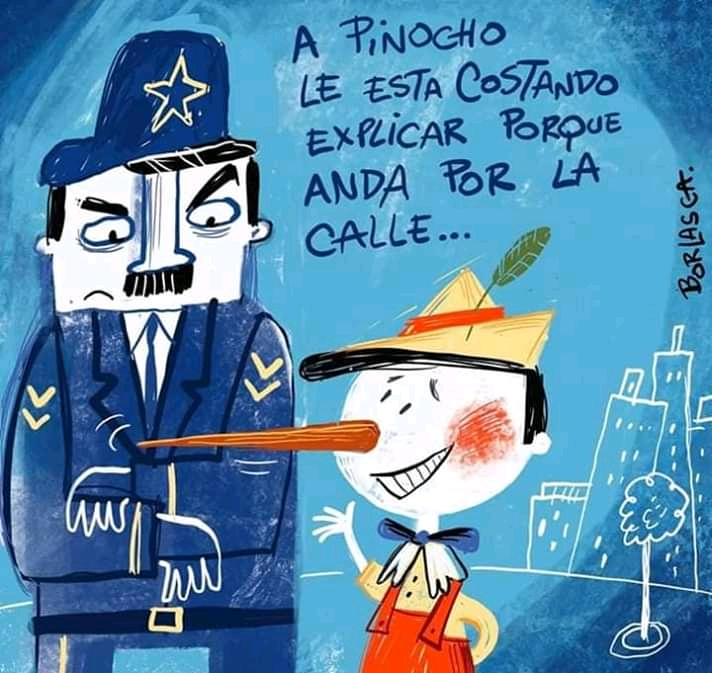 A PiNOCHO
LE ESTA COSTANDO
EXPLICAR PORQUE
ANDA POR LA
CALLE...
BORLASCA.